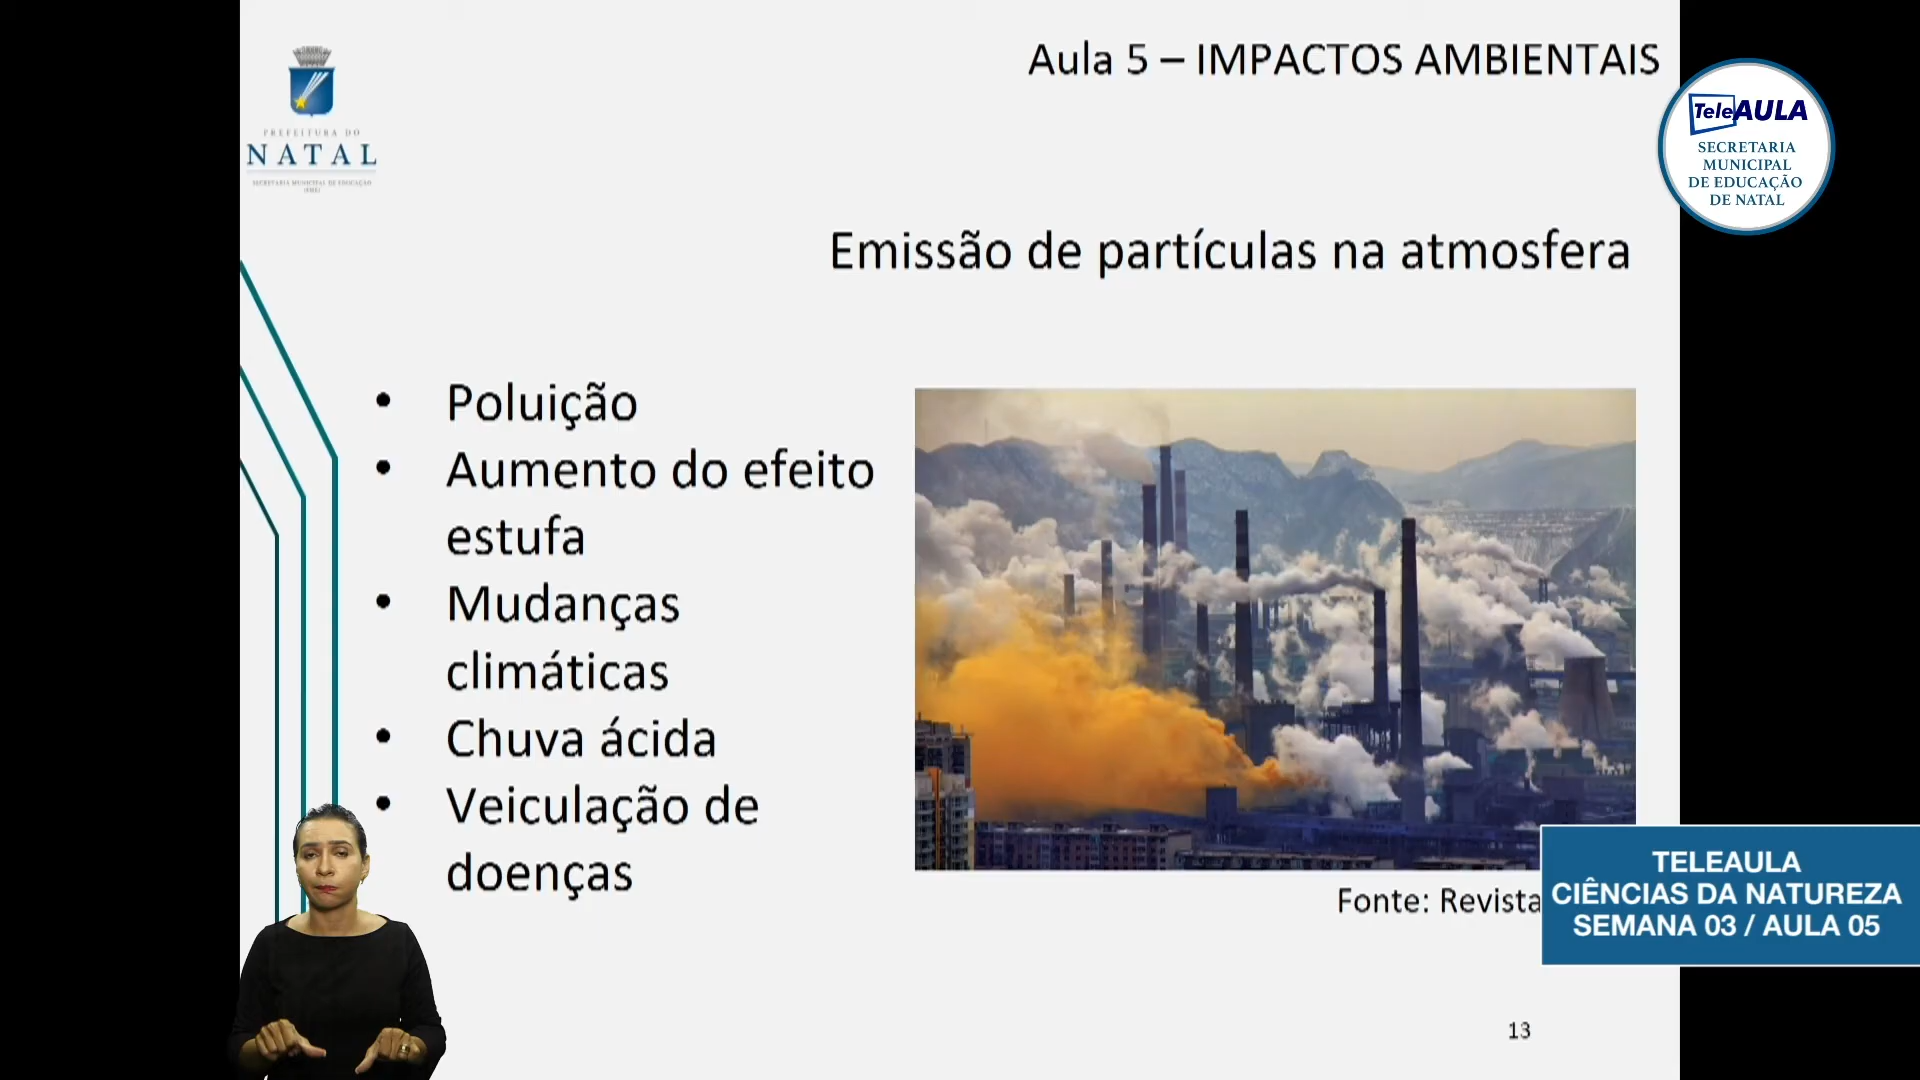 Aula 5 – IMPACTOS AMBIENTAIS
PREFEITURA DO
NATAL
SECRETARIA MUNICIPAL DE EDUCAÇÃO
(SME)
TeleAULA
SECRETARIA
MUNICIPAL
DE EDUCAÇÃO
DE NATAL
Emissão de partículas na atmosfera
• Poluição
• Aumento do efeito
estufa
• Mudanças
climáticas
• Chuva ácida
• Veiculação de
doenças
Fonte: Revista
TELEAULA
CIÊNCIAS DA NATUREZA
SEMANA 03 / AULA 05
13